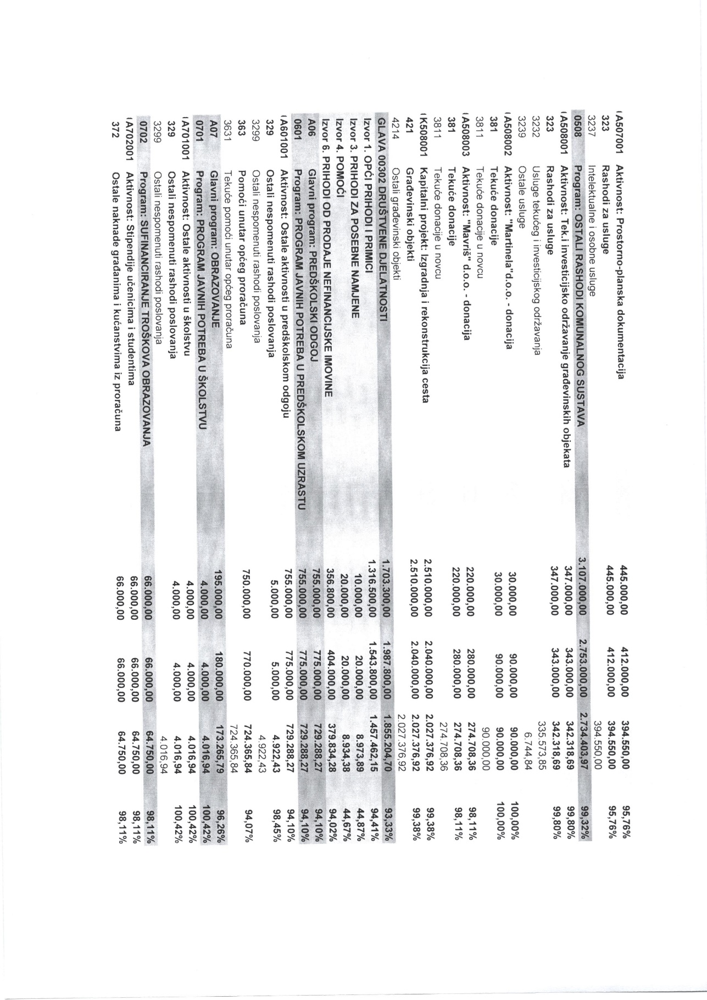 (A507001 Aktivnost: Prostorno-planska dokumentacija 445.000,00 412.000,00 394.550,00 95,76%
323 Rashodi za usluge 445.000,00 412.000,00 394.550,00 95,76%
3237 Intelektualne i osobne usluge 394.550,00
0508 Program: OSTALI RASHODI KOMUNALNOG SUSTAVA 3.107.000,00 2.753.000,00 2.734.403,97 99,32%
(A508001 Aktivnost: Tek.i investicijsko održavanje građevinskih objekata 347.000,00 343.000,00 342.318,69 99,80%
323 Rashodi za usluge 347.000,00 343.000,00 342.318,69 99,80%
3232 Usluge tekućeg i investicijskog održavanja 335.573,85
3239 Ostale usluge 6.744,84
(A508002 Aktivnost: "Martinela"d.o.o. - donacija 30.000,00 90.000,00 90.000,00 100,00%
381 Tekuće donacije 30.000,00 90.000,00 90.000,00 100,00%
3811 Tekuće donacije u novcu 90.000,00
(A508003 Aktivnost: "Mavriš" d.o.o. - donacija 220.000,00 280.000,00 274.708,36 98,11%
381 Tekuće donacije 220.000,00 280.000,00 274.708,36 98,11%
3811 Tekuće donacije u novcu 274.708,36
(K508001 Kapitalni projekt: Izgradnja i rekonstrukcija cesta 2.510.000,00 2.040.000,00 2.027.376,92 99,38%
421 Građevinski objekti 2.510.000,00 2.040.000,00 2.027.376,92 99,38%
4214 Ostali građevinski objekti 2.027.376,92
GLAVA 00302 DRUŠTVENE DJELATNOSTI 1.703.300,00 1.987.800,00 1.855.204,70 93,33%
Izvor 1. OPĆI PRIHODI I PRIMICI 1.316.500,00 1.543.800,00 1.457.462,15 94,41%
Izvor 3. PRIHODI ZA POSEBNE NAMJENE 10.000,00 20.000,00 8.973,89 44,87%
Izvor 4. POMOĆI 20.000,00 20.000,00 8.934,38 44,67%
Izvor 6. PRIHODI OD PRODAJE NEFINANCIJSKE IMOVINE 356.800,00 404.000,00 379.834,28 94,02%
A06 Glavni program: PREDŠKOLSKI ODGOJ 755.000,00 775.000,00 729.288,27 94,10%
0601 Program: PROGRAM JAVNIH POTREBA U PREDŠKOLSKOM UZRASTU 755.000,00 775.000,00 729.288,27 94,10%
(A601001 Aktivnost: Ostale aktivnosti u predškolskom odgoju 755.000,00 775.000,00 729.288,27 94,10%
329 Ostali nespomenuti rashodi poslovanja 5.000,00 5.000,00 4.922,43 98,45%
3299 Ostali nespomenuti rashodi poslovanja 4.922,43
363 Pomoći unutar općeg proračuna 750.000,00 770.000,00 724.365,84 94,07%
3631 Tekuće pomoći unutar općeg proračuna 724.365,84
A07 Glavni program: OBRAZOVANJE 195.000,00 180.000,00 173.265,79 96,26%
0701 Program: PROGRAM JAVNIH POTREBA U ŠKOLSTVU 4.000,00 4.000,00 4.016,94 100,42%
(A701001 Aktivnost: Ostale aktivnosti u školstvu 4.000,00 4.000,00 4.016,94 100,42%
329 Ostali nespomenuti rashodi poslovanja 4.000,00 4.000,00 4.016,94 100,42%
3299 Ostali nespomenuti rashodi poslovanja 4.016,94
0702 Program: SUFINANCIRANJE TROŠKOVA OBRAZOVANJA 66.000,00 66.000,00 64.750,00 98,11%
(A702001 Aktivnost: Stipendije učenicima i studentima 66.000,00 66.000,00 64.750,00 98,11%
372 Ostale naknade građanima i kućanstvima iz proračuna 66.000,00 66.000,00 64.750,00 98,11%